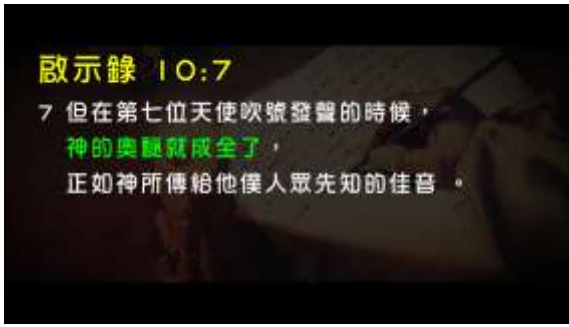 啟示錄 10:7
7 但在第七位天使吹號發聲的時候，
神的奧秘就成全了，
正如神所傳給他僕人眾先知的佳音 。